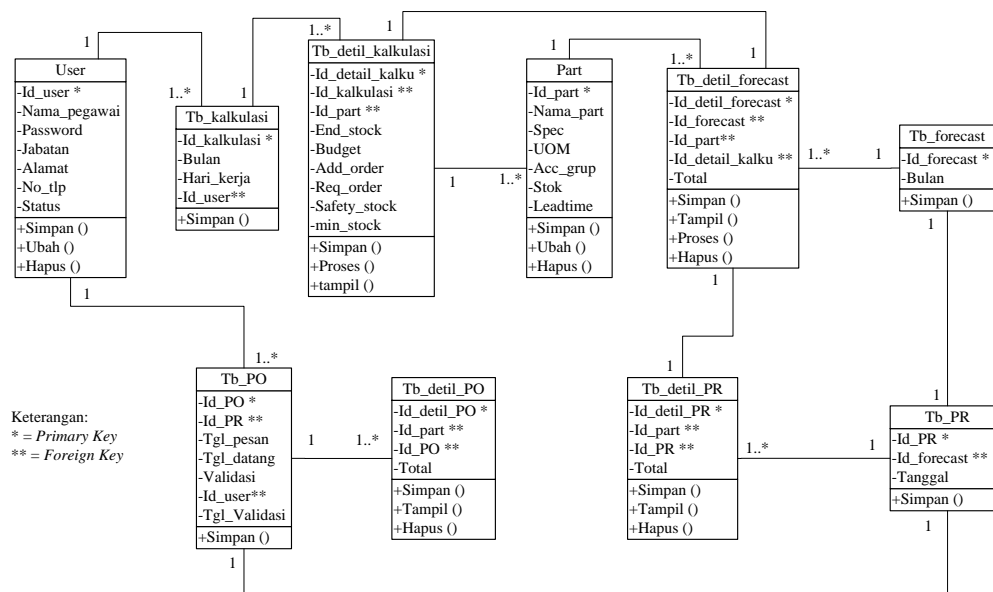 User
-Id_user *
-Nama_pegawai
-Password
-Jabatan
-Alamat
-No_tlp
-Status
+Simpan ()
+Ubah ()
+Hapus ()
1
1..*
Tb_kalkulasi
-Id_kalkulasi *
-Bulan
-Hari_kerja
-Id_user**
+Simpan ()
1
1..*
Tb_detil_kalkulasi
-Id_detail_kalku *
-Id_kalkulasi **
-Id_part **
-End_stock
-Budget
-Add_order
-Req_order
-Safety_stock
-min_stock
+Simpan ()
+Proses ()
+tampil ()
1
1
1..*
Part
-Id_part *
-Nama_part
-Spec
-UOM
-Acc_grup
-Stok
-Leadtime
+Simpan ()
+Ubah ()
+Hapus ()
1
1..*
1
Tb_detil_forecast
-Id_detil_forecast *
-Id_forecast **
-Id_part**
-Id_detail_kalku **
-Total
+Simpan ()
+Tampil ()
+Proses ()
+Hapus ()
1..*
1
Tb_forecast
-Id_forecast *
-Bulan
+Simpan ()
1
1
1
1..*
Tb_PO
-Id_PO *
-Id_PR **
-Tgl_pesan
-Tgl_datang
-Validasi
-Id_user**
-Tgl_Validasi
+Simpan ()
1
1
1..*
Tb_detil_PO
-Id_detil_PO *
-Id_part **
-Id_PO **
-Total
+Simpan ()
+Tampil ()
+Hapus ()
1
Tb_detil_PR
-Id_detil_PR *
-Id_part **
-Id_PR **
-Total
+Simpan ()
+Tampil ()
+Hapus ()
1..*
1
1
Tb_PR
-Id_PR *
-Id_forecast **
-Tanggal
+Simpan ()
1
Keterangan:
* = Primary Key
** = Foreign Key